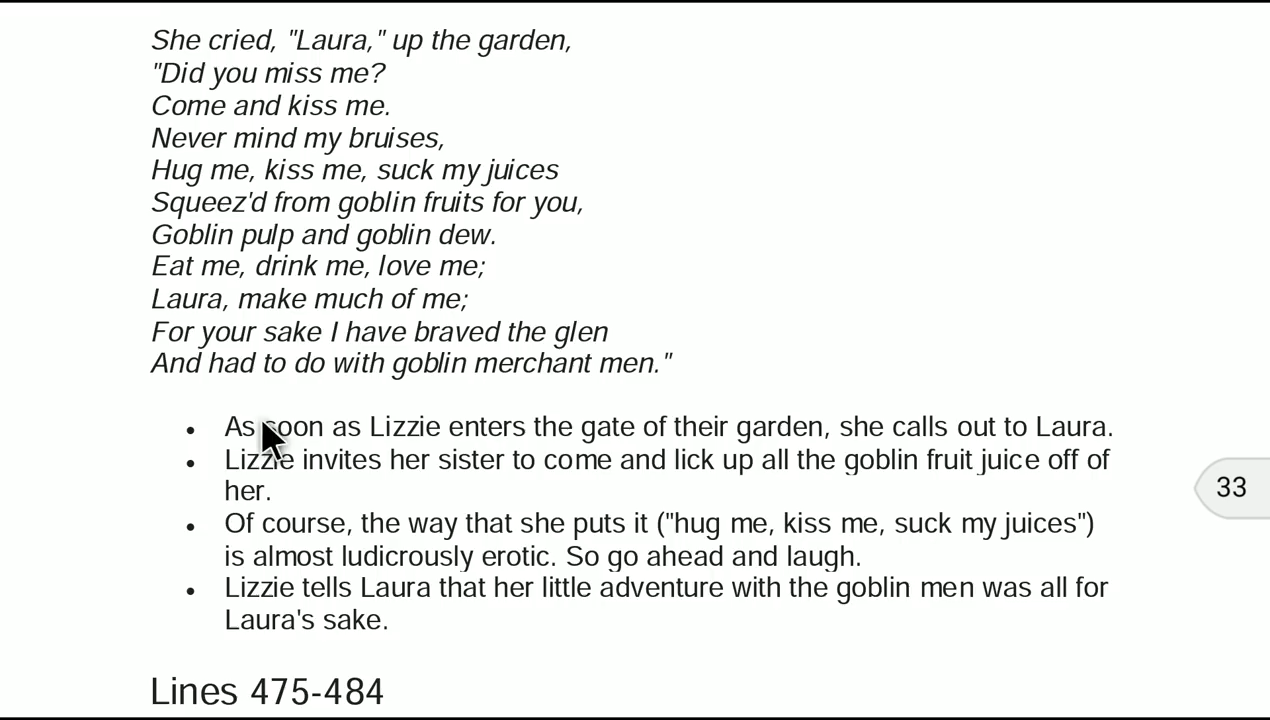 She cried, "Laura," up the garden,
"Did you miss me?
Come and kiss me.
Never mind my bruises,
Hug me, kiss me, suck my juices
Squeez'd from goblin fruits for you,
Goblin pulp and goblin dew.
Eat me, drink me, love me;
Laura, make much of me;
For your sake I have braved the glen
And had to do with goblin merchant men."
• As soon as Lizzie enters the gate of their garden, she calls out to Laura.
• Lizzie invites her sister to come and lick up all the goblin fruit juice off of
her.
• Of course, the way that she puts it ("hug me, kiss me, suck my juices")
is almost ludicrously erotic. So go ahead and laugh.
• Lizzie tells Laura that her little adventure with the goblin men was all for
Laura's sake.
33
Lines 475-484